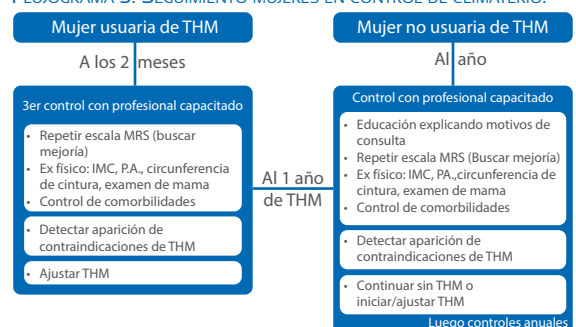 FLUJOGRAMA 3. SEGUIMIENTO MUJERES EN CONTROL DE CLIMATERIO.
Mujer usuaria de THM
A los 2 meses
3er control con profesional capacitado
• Repetir escala MRS (buscar
mejoría)
• Ex físico: IMC, P.A., circunferencia
de cintura, examen de mama
• Control de comorbilidades
• Detectar aparición de
contraindicaciones de THM
• Ajustar THM
Al 1 año
de THM
Mujer no usuaria de THM
Al año
Control con profesional capacitado
• Educación explicando motivos de
consulta
• Repetir escala MRS (Buscar mejoría)
• Ex físico: IMC, PA.,circunferencia de
cintura, examen de mama
• Control de comorbilidades
• Detectar aparición de
contraindicaciones de THM
• Continuar sin THM o
iniciar/ajustar THM
Luego controles anuales